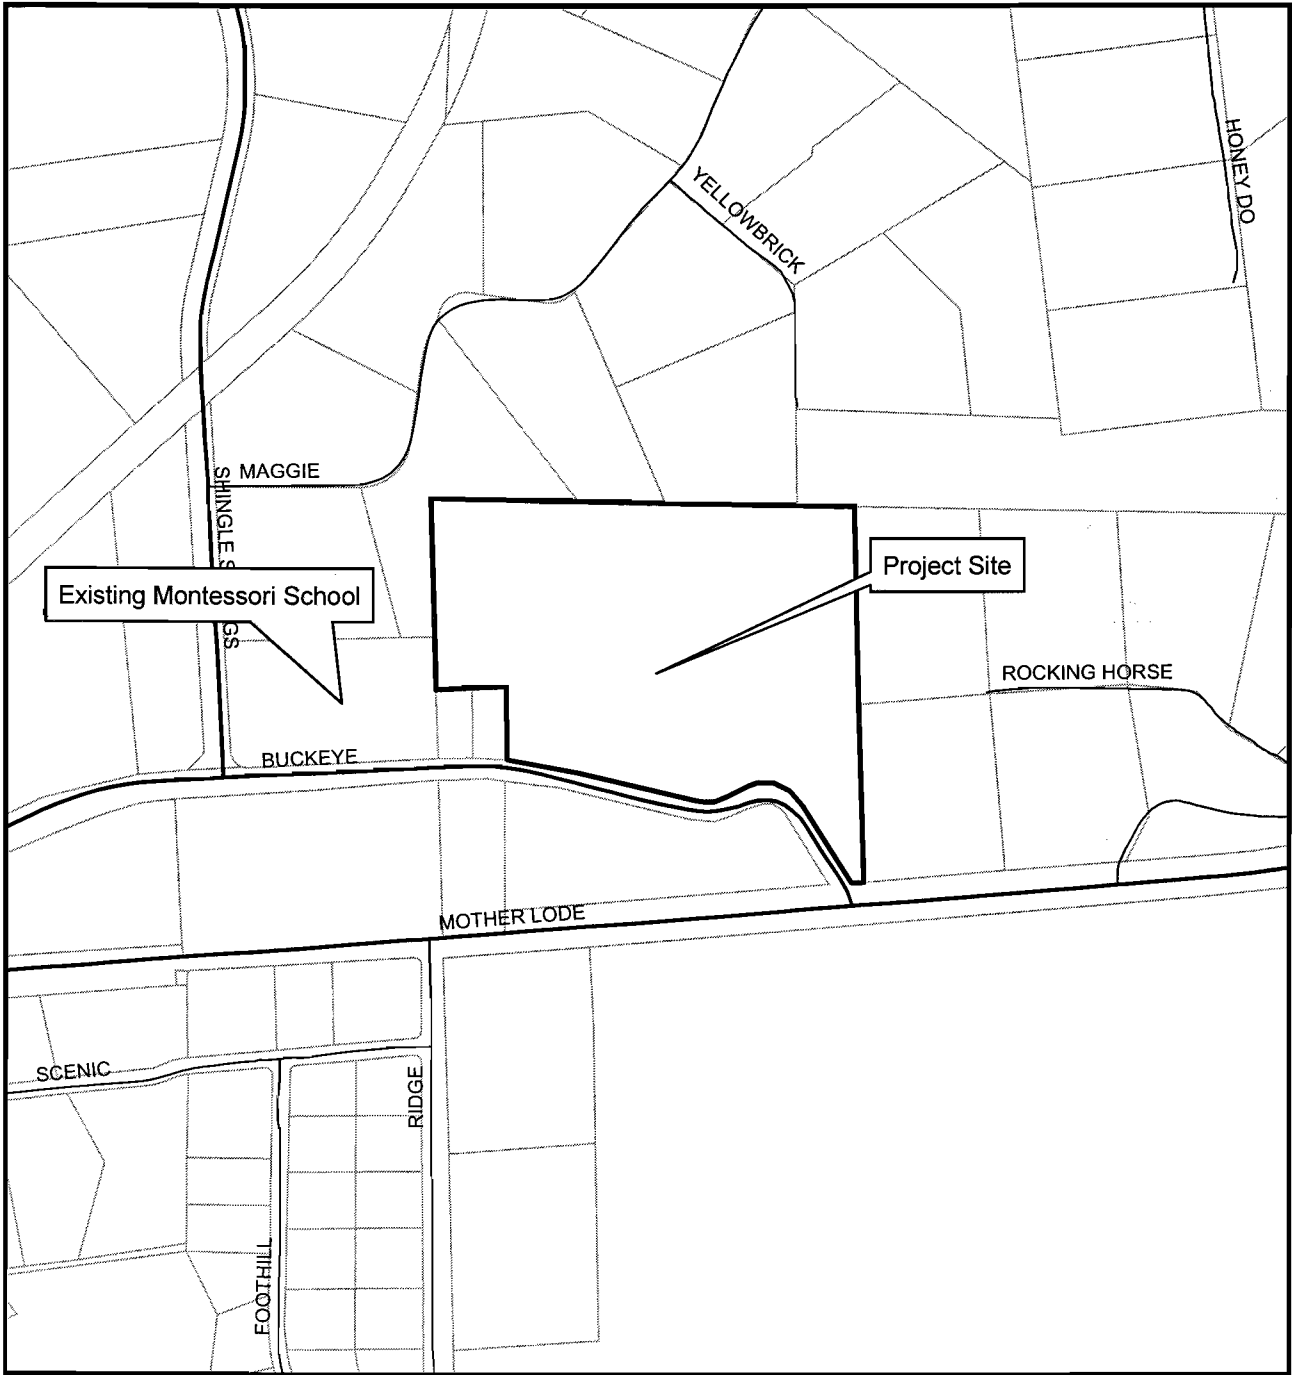 HONEY DO
YELLOWBRICK
MAGGIE
SHINGLE S GS
Existing Montessori School
Project Site
ROCKING HORSE
BUCKEYE
MOTHER LODE
SCENIC
RIDGE
FOOTHILL